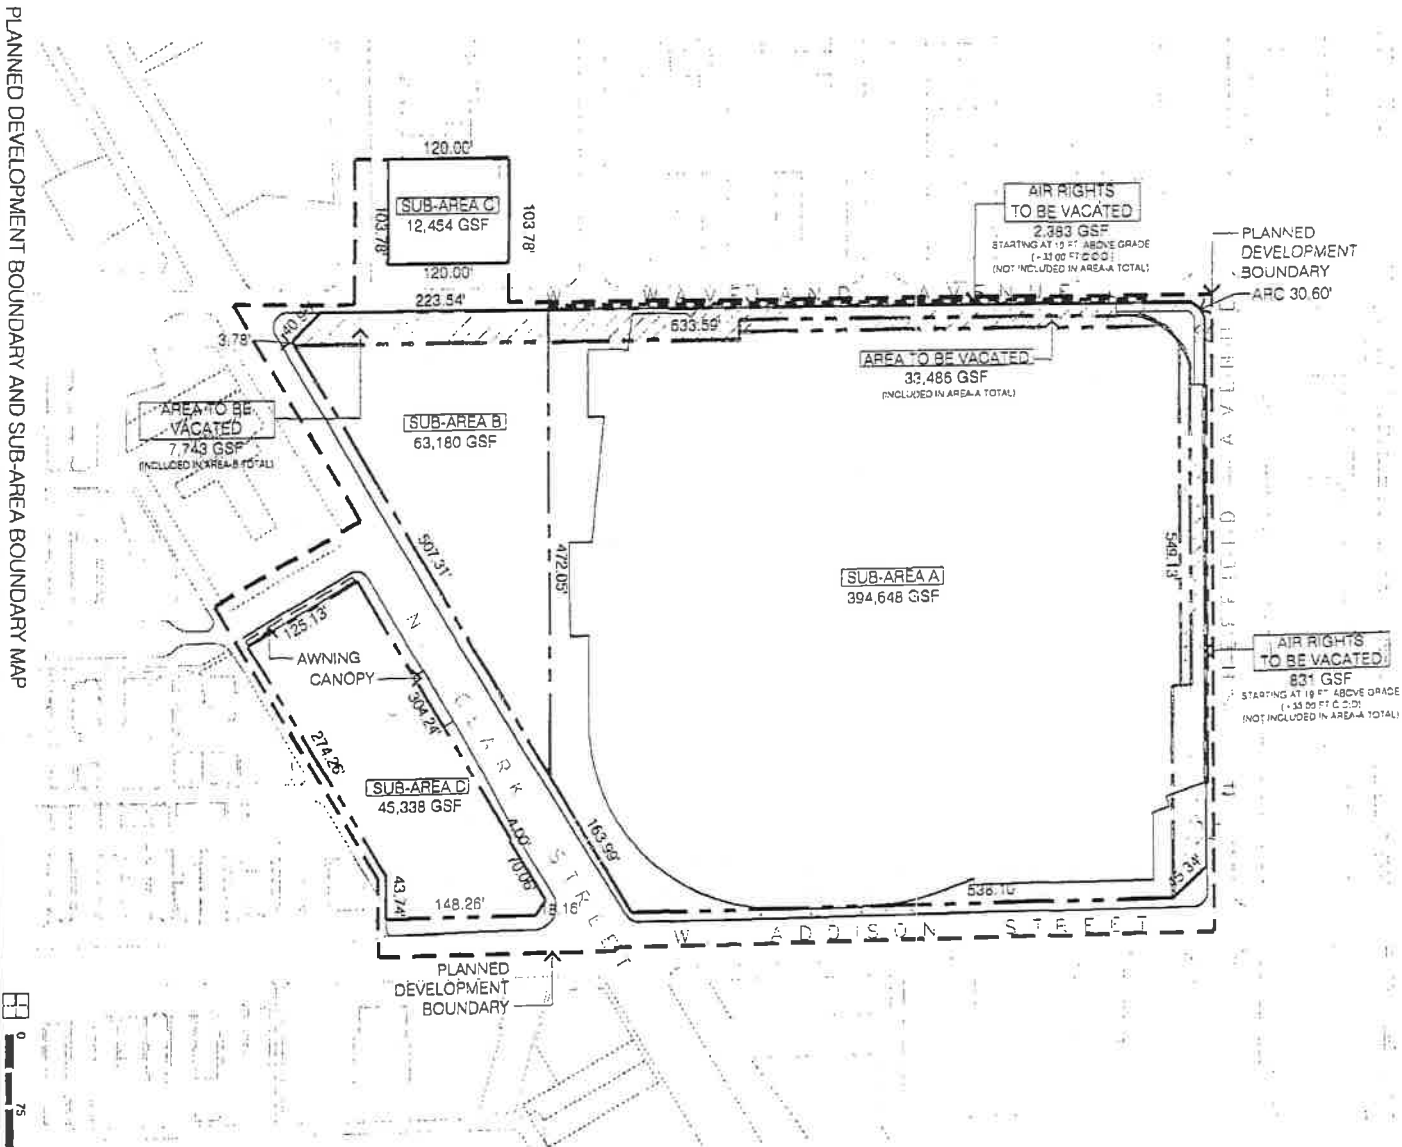 PLANNED DEVELOPMENT BOUNDARY AND SUB-AREA BOUNDARY MAP
120.00'
SUB-AREA C
12,454 GSF
103.78'
103.78'
120.00'
223.54'
AIR RIGHTS
TO BE VACATED
2,383 GSF
STARTING AT 19 FT ABOVE GRADE
(NOT INCLUDED IN AREA-A TOTAL)
PLANNED
DEVELOPMENT
BOUNDARY
ARC 30.60'
W WAVELAND AVENUE
3.78'
633.59'
AREA TO BE VACATED
33,486 GSF
(INCLUDED IN AREA-A TOTAL)
AREA TO BE
VACATED
7,743 GSF
(INCLUDED IN AREA-B TOTAL)
SUB-AREA B
63,180 GSF
507.31'
472.05'
549.13'
SUB-AREA A
394,648 GSF
125.13'
AWNING
CANOPY
304.24'
N CLARK STREET
AIR RIGHTS
TO BE VACATED
831 GSF
STARTING AT 19 FT ABOVE GRADE
(NOT INCLUDED IN AREA-A TOTAL)
274.26'
SUB-AREA D
45,338 GSF
4.00'
70.06'
163.99'
43.74'
148.26'
538.10'
W ADDISON STREET
PLANNED
DEVELOPMENT
BOUNDARY
0
75